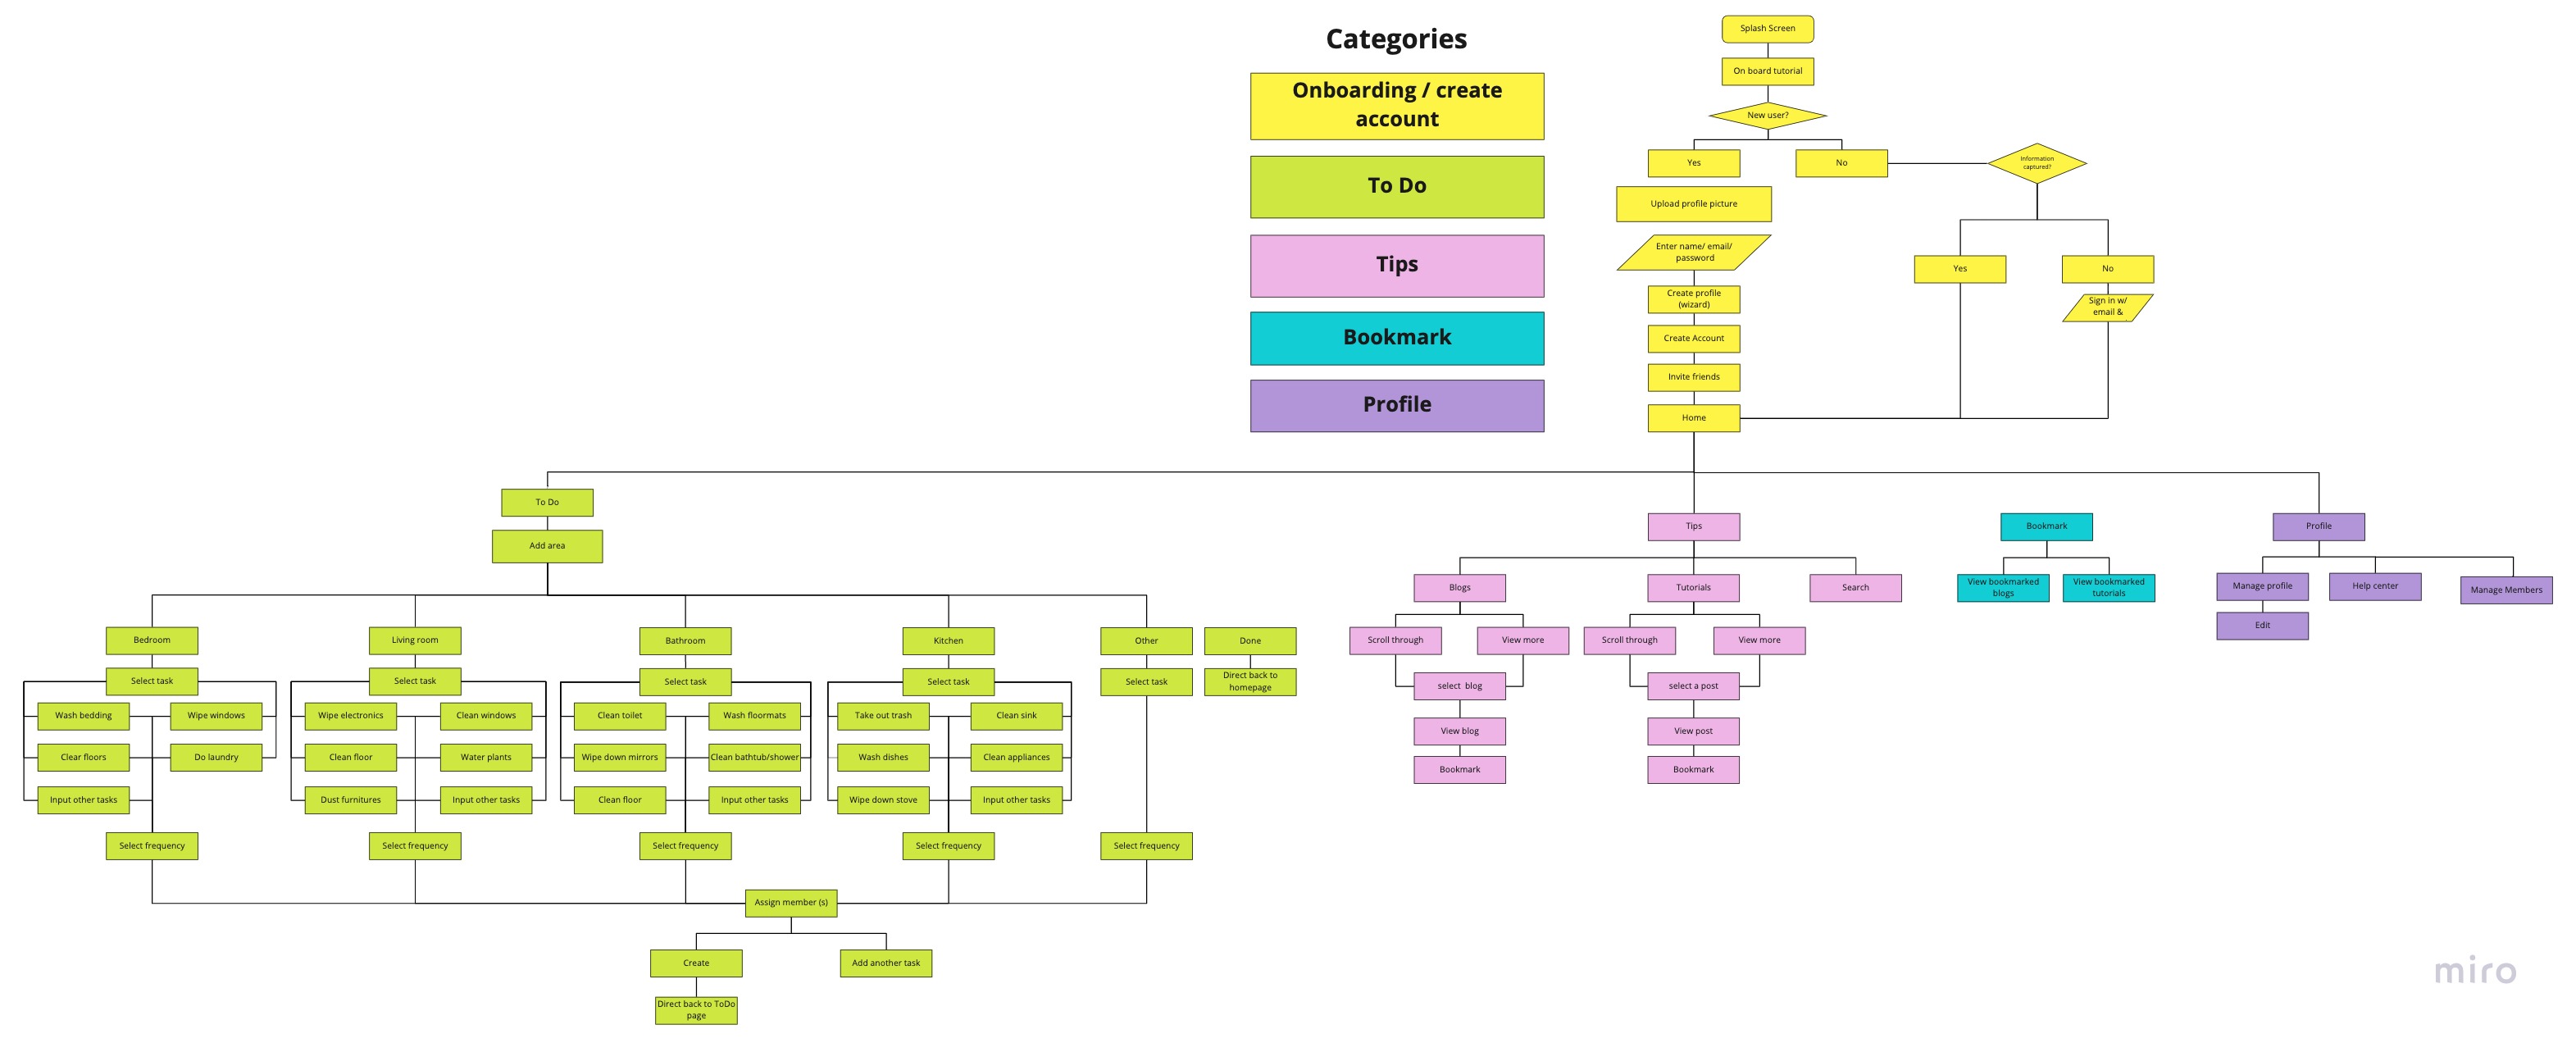 Categories
Onboarding / create
account
To Do
Tips
Bookmark
Profile
Splash Screen
On board tutorial
New user?
Yes
No
Information
captured?
Upload profile picture
Enter name/ email/
password
Yes
No
Create profile
(wizard)
Sign in w/
email &
Create Account
Invite friends
Home
To Do
Add area
Tips
Bookmark
Profile
Blogs
Tutorials
Search
View bookmarked
blogs
View bookmarked
tutorials
Manage profile
Help center
Manage Members
Edit
Scroll through
View more
Scroll through
View more
select blog
select a post
View blog
View post
Bookmark
Bookmark
Bedroom
Living room
Bathroom
Kitchen
Other
Done
Select task
Select task
Select task
Select task
Select task
Direct back to
homepage
Wash bedding
Wipe windows
Wipe electronics
Clean windows
Clean toilet
Wash floormats
Take out trash
Clean sink
Clear floors
Do laundry
Clean floor
Water plants
Wipe down mirrors
Clean bathtub/shower
Wash dishes
Clean appliances
Input other tasks
Dust furnitures
Input other tasks
Clean floor
Input other tasks
Wipe down stove
Input other tasks
Select frequency
Select frequency
Select frequency
Select frequency
Select frequency
Assign member (s)
Create
Add another task
Direct back to ToDo
page
miro